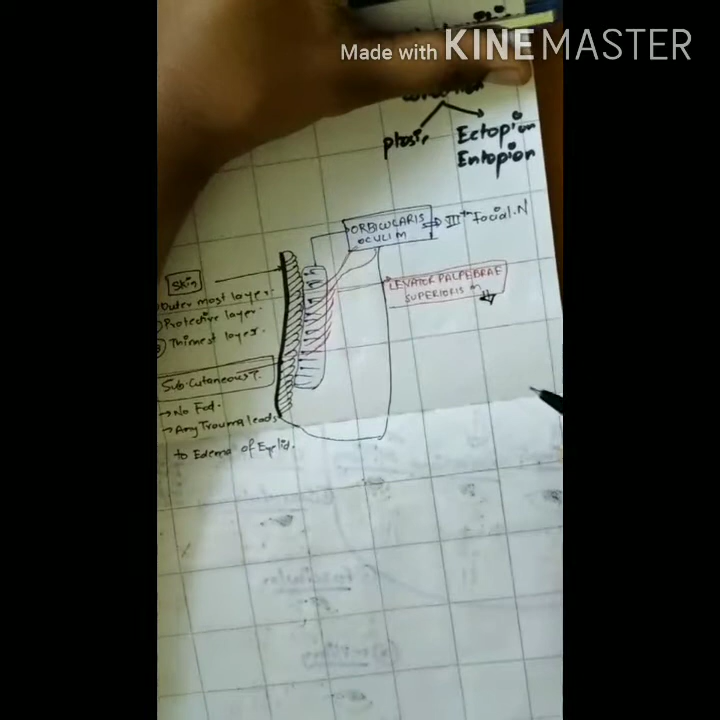 Made with KINEMASTER
ptosis
Ectopion
Entopion
ORBICULARIS
OCULI M
IIIth Facial.N
LEVATOR PALPEBRAE
SUPERIORIS m
Skin
Outer most layer.
Protective layer.
Thinnest layer.
Sub-Cutaneous T.
→ No Fat.
→ Any Trauma leads
to Edema of Eyelid.